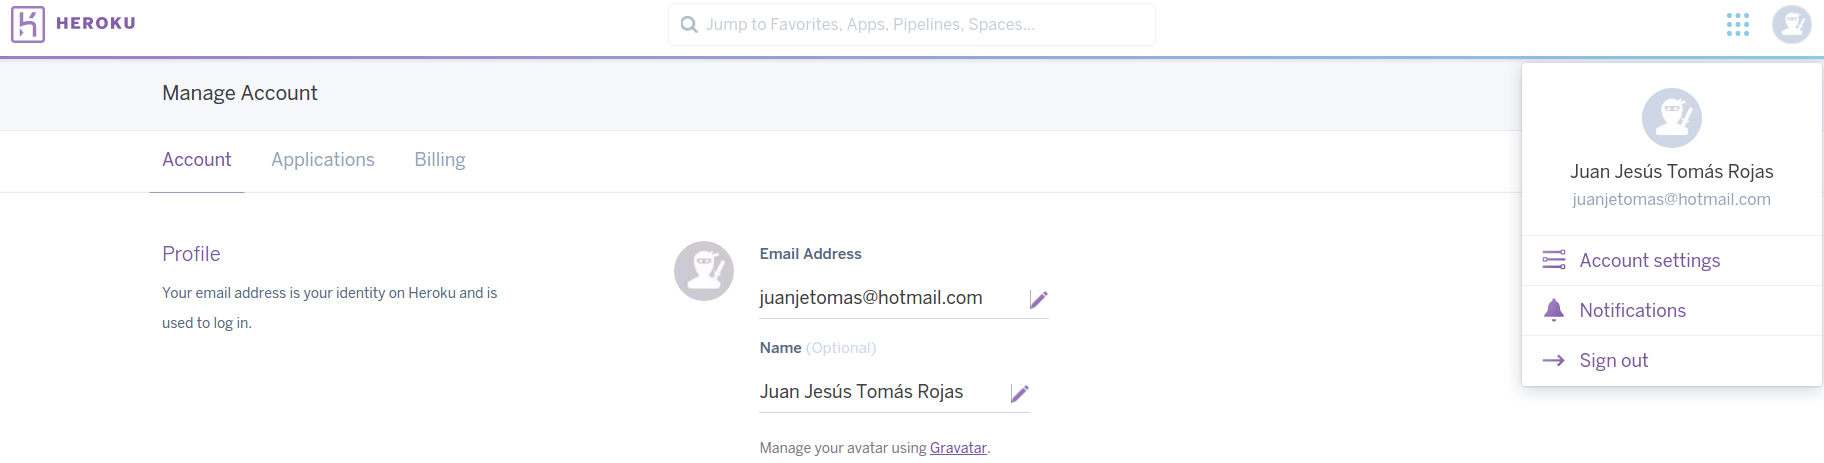 HEROKU
Jump to Favorites, Apps, Pipelines, Spaces...
Manage Account
Account Applications Billing
Profile
Your email address is your identity on Heroku and is
used to log in.
Email Address
juanjetomas@hotmail.com
Name (Optional)
Juan Jesús Tomás Rojas
Manage your avatar using Gravatar.
Juan Jesús Tomás Rojas
juanjetomas@hotmail.com
Account settings
Notifications
Sign out